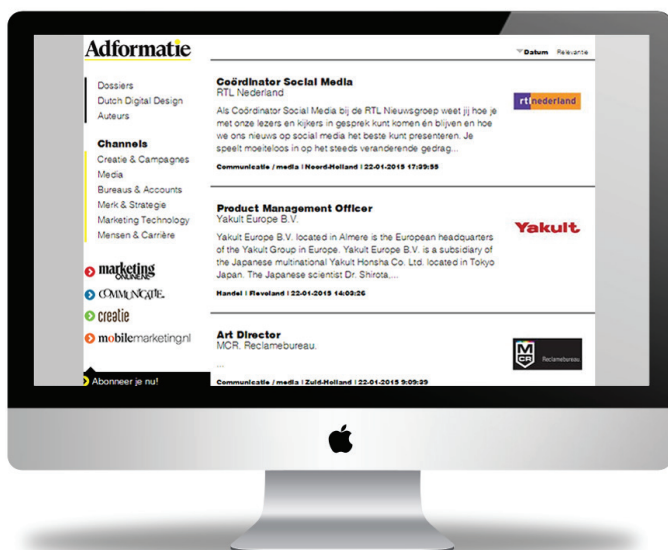 Adformatie
Datum Relevantie
Dossiers
Dutch Digital Design
Auteurs
Channels
Creatie & Campagnes
Media
Bureaus & Accounts
Merk & Strategie
Marketing Technology
Mensen & Carrière
marketing
ONLINE
COMMUNICATIE
creatie
mobilemarketing.nl
Abonneer je nu!
Coördinator Social Media
RTL Nederland
Als Coördinator Social Media bij de RTL Nieuwsgroep weet jij hoe je
met onze lezers en kijkers in gesprek kunt komen én blijven en hoe
we ons nieuws op social media het beste kunt presenteren. Je
speelt moeiteloos in op het steeds veranderende gedrag...
Communicatie / media | Noord-Holland | 22-01-2015 17:39:55
rtl nederland
Product Management Officer
Yakult Europe B.V.
Yakult Europe B.V. located in Almere is the European headquarters
of the Yakult Group in Europe. Yakult Europe B.V. is a subsidiary of
the Japanese multinational Yakult Honsha Co. Ltd. located in Tokyo
Japan. The Japanese scientist Dr. Shirota,...
Handel | Flevoland | 22-01-2015 14:03:26
Yakult
Art Director
MCR. Reclamebureau.
...
Communicatie / media | Zuid-Holland | 22-01-2015 9:09:39
MCR
Reclamebureau